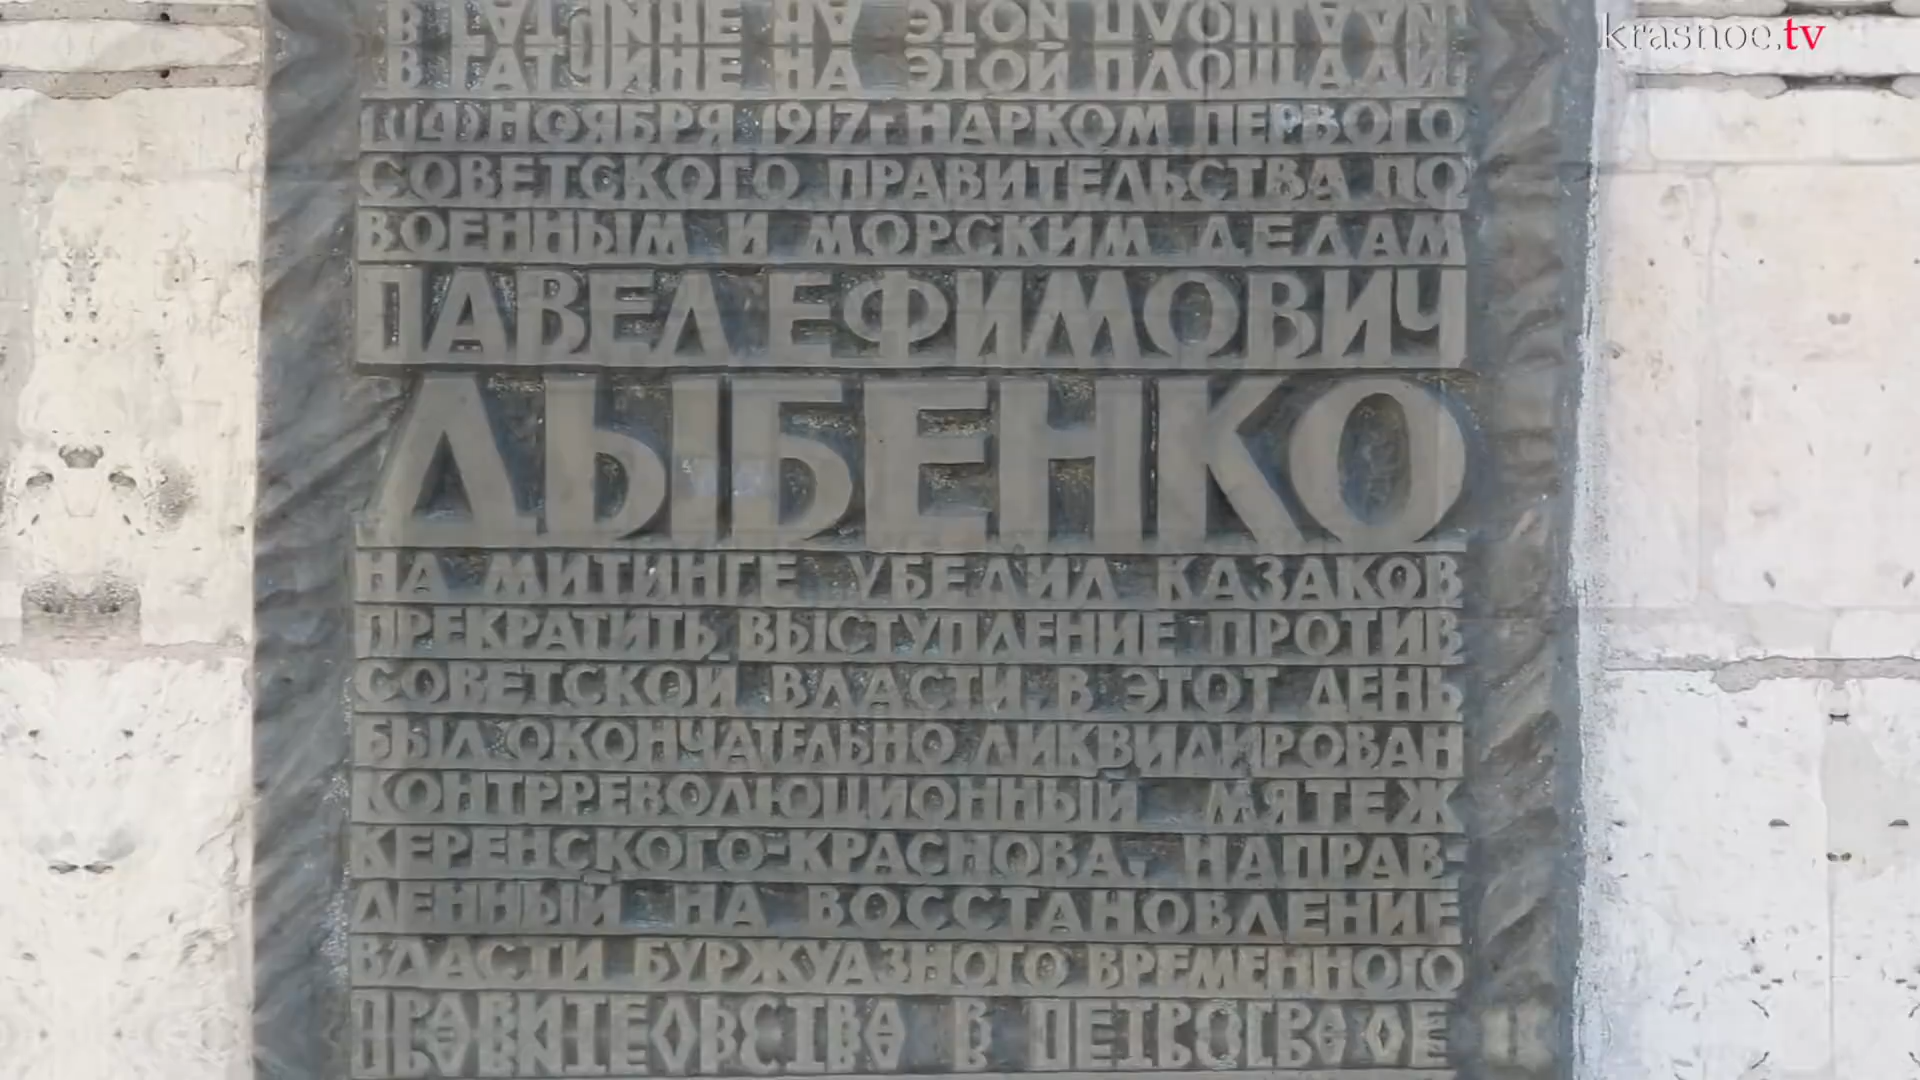 krasnoe.tv
В ГАТЧИНЕ НА ЭТОЙ ПЛОЩАДИ
1(14) НОЯБРЯ 1917г НАРКОМ ПЕРВОГО
СОВЕТСКОГО ПРАВИТЕЛЬСТВА ПО
ВОЕННЫМ И МОРСКИМ ДЕЛАМ
ПАВЕЛ ЕФИМОВИЧ
ДЫБЕНКО
НА МИТИНГЕ УБЕДИЛ КАЗАКОВ
ПРЕКРАТИТЬ ВЫСТУПЛЕНИЕ ПРОТИВ
СОВЕТСКОЙ ВЛАСТИ. В ЭТОТ ДЕНЬ
БЫЛ ОКОНЧАТЕЛЬНО ЛИКВИДИРОВАН
КОНТРРЕВОЛЮЦИОННЫЙ МЯТЕЖ
КЕРЕНСКОГО-КРАСНОВА, НАПРАВ-
ЛЕННЫЙ НА ВОССТАНОВЛЕНИЕ
ВЛАСТИ БУРЖУАЗНОГО ВРЕМЕННОГО
ПРАВИТЕЛЬСТВА В ПЕТРОГРАДЕ